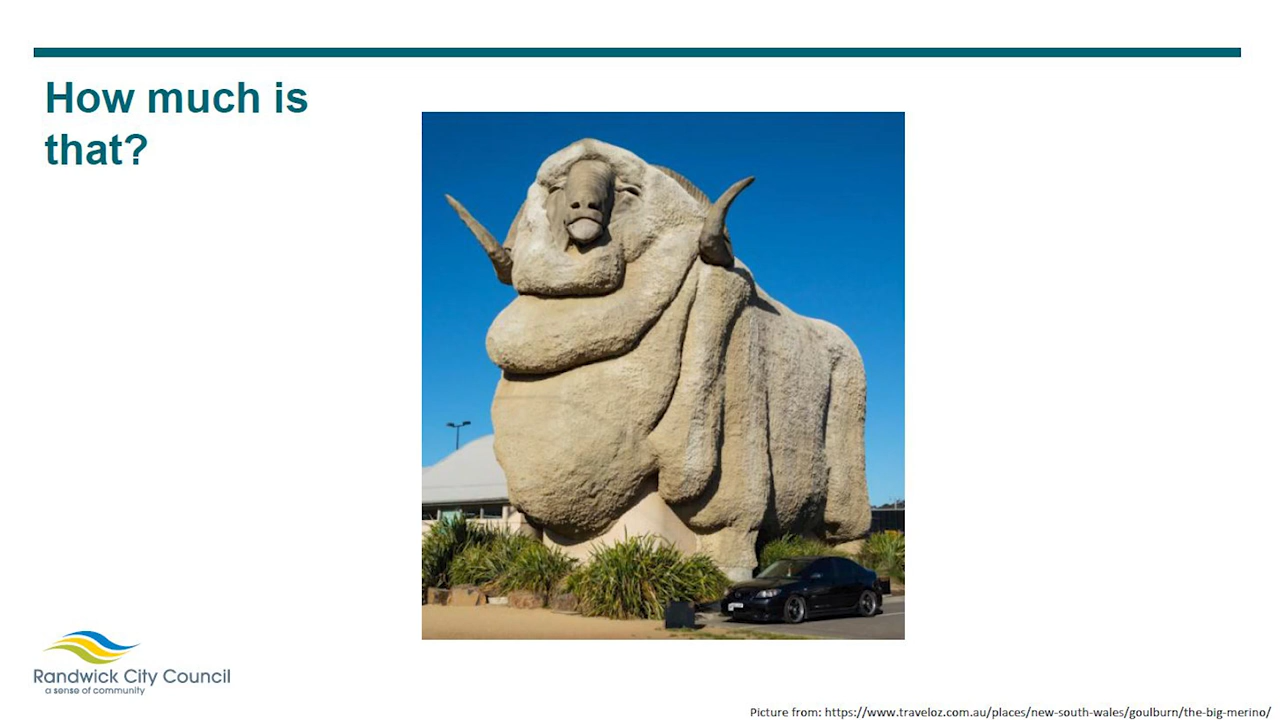 How much is
that?
Randwick City Council
a sense of community
Picture from: https://www.traveloz.com.au/places/new-south-wales/goulburn/the-big-merino/